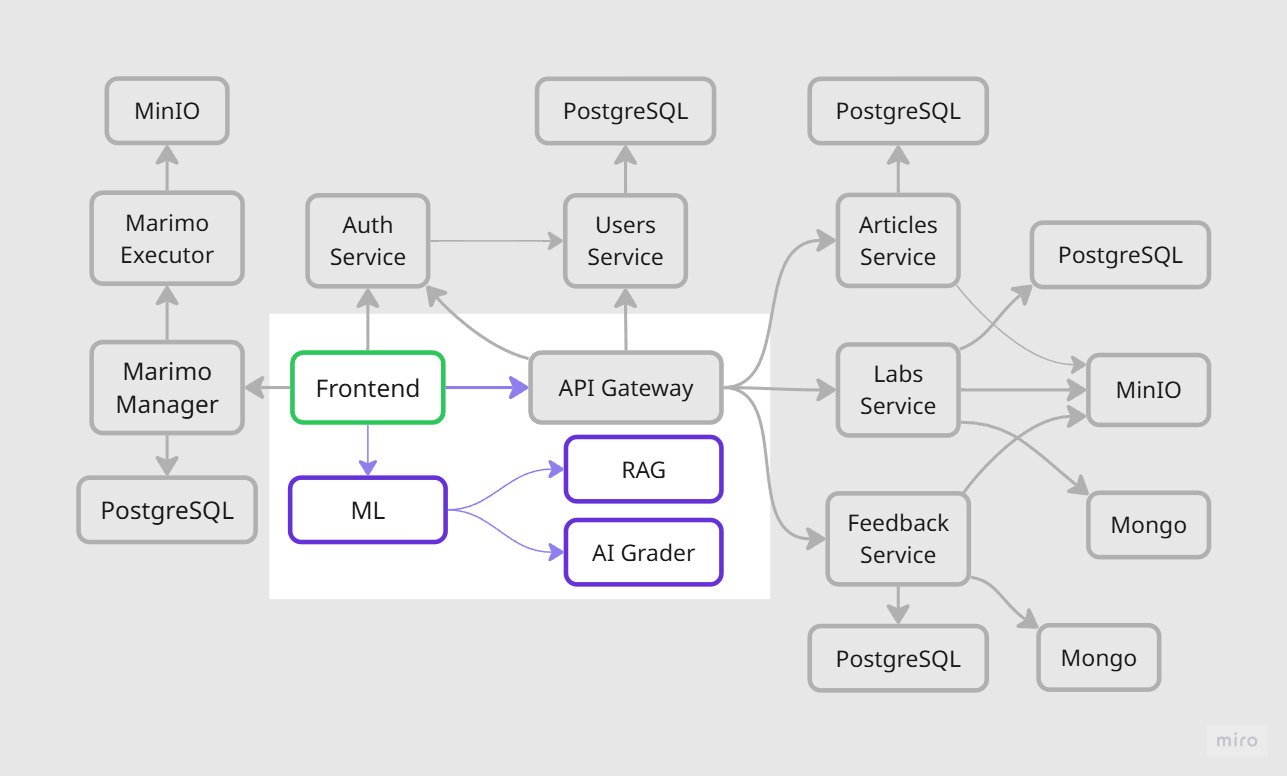 MinIO
PostgreSQL
PostgreSQL
Marimo
Executor
Auth
Service
Users
Service
Articles
Service
PostgreSQL
Marimo
Manager
Frontend
API Gateway
Labs
Service
MinIO
PostgreSQL
ML
RAG
AI Grader
Feedback
Service
Mongo
PostgreSQL
Mongo
miro